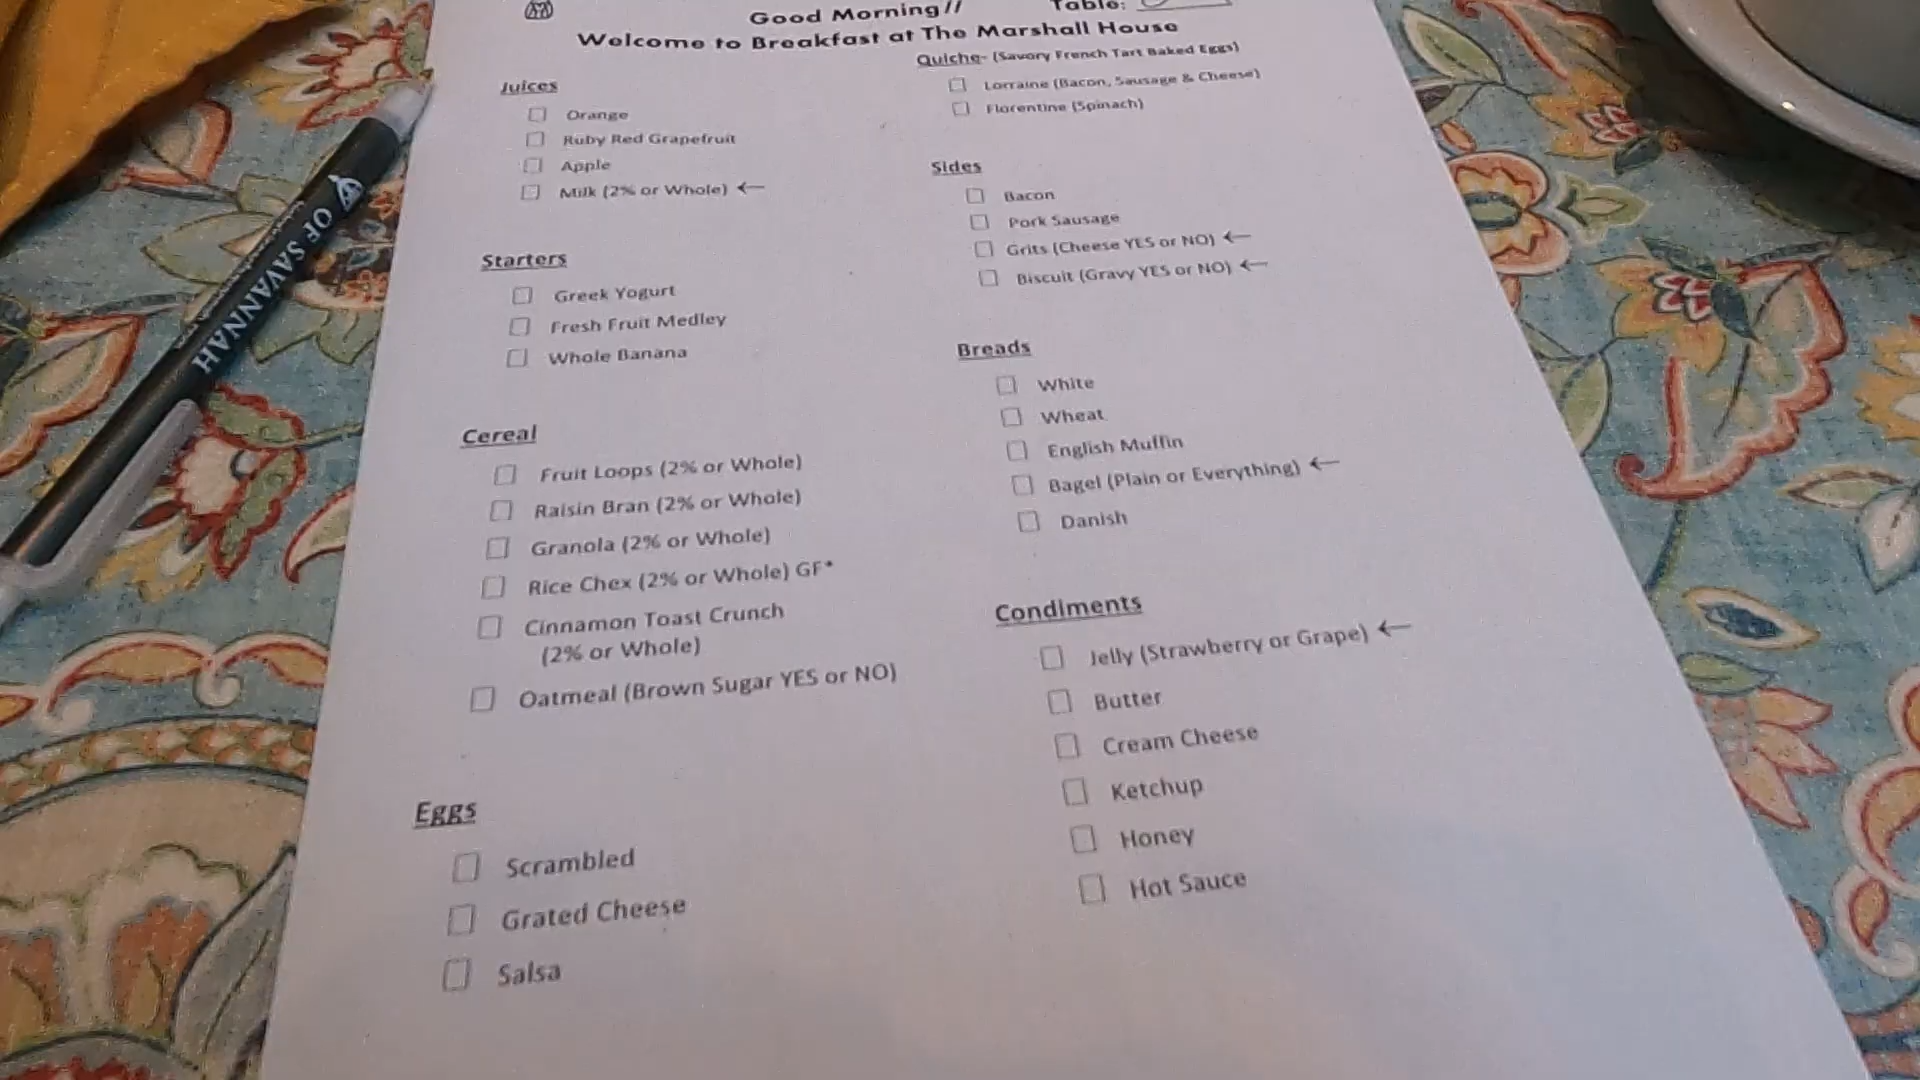 Good Morning!!
Table:
Welcome to Breakfast at The Marshall House
Juices
Orange
Ruby Red Grapefruit
Apple
Milk (2% or Whole) ←
Starters
Greek Yogurt
Fresh Fruit Medley
Whole Banana
Cereal
Fruit Loops (2% or Whole)
Raisin Bran (2% or Whole)
Granola (2% or Whole)
Rice Chex (2% or Whole) GF*
Cinnamon Toast Crunch
(2% or Whole)
Oatmeal (Brown Sugar YES or NO)
Eggs
Scrambled
Grated Cheese
Salsa
Quiche- (Savory French Tart Baked Eggs)
Lorraine (Bacon, Sausage & Cheese)
Florentine (Spinach)
Sides
Bacon
Pork Sausage
Grits (Cheese YES or NO) ←
Biscuit (Gravy YES or NO) ←
Breads
White
Wheat
English Muffin
Bagel (Plain or Everything) ←
Danish
Condiments
Jelly (Strawberry or Grape) ←
Butter
Cream Cheese
Ketchup
Honey
Hot Sauce
OF SAVANNAH